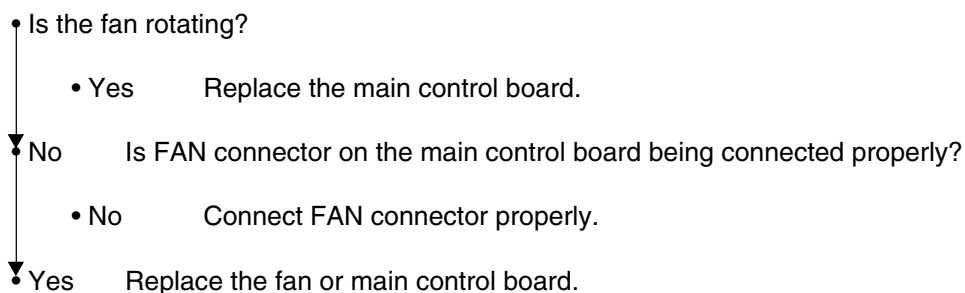 • Is the fan rotating?
• Yes Replace the main control board.
• No Is FAN connector on the main control board being connected properly?
• No Connect FAN connector properly.
• Yes Replace the fan or main control board.